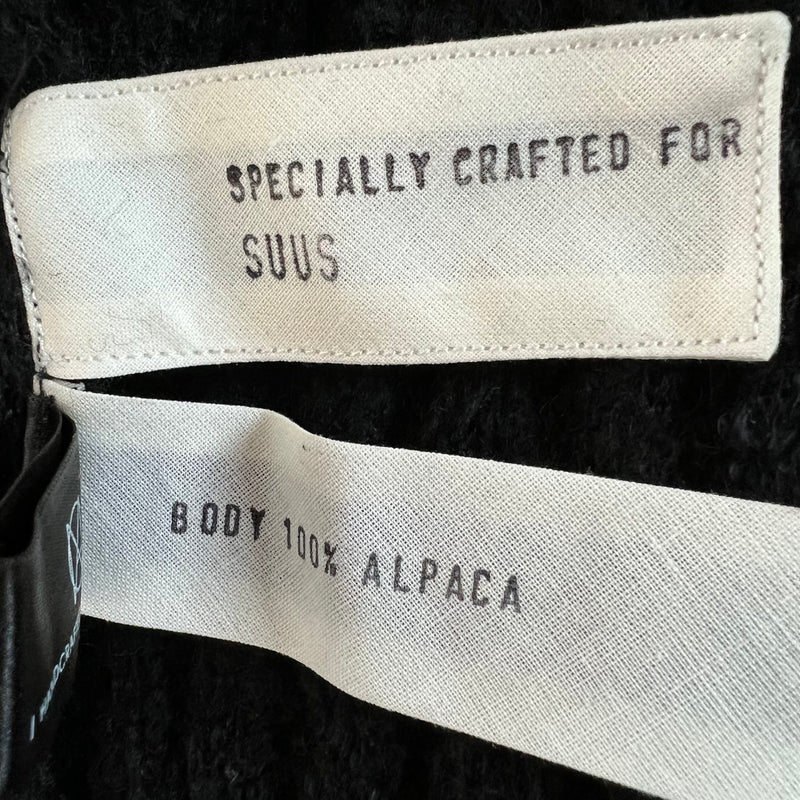 SPECIALLY CRAFTED FOR
SUUS
BODY 100% ALPACA